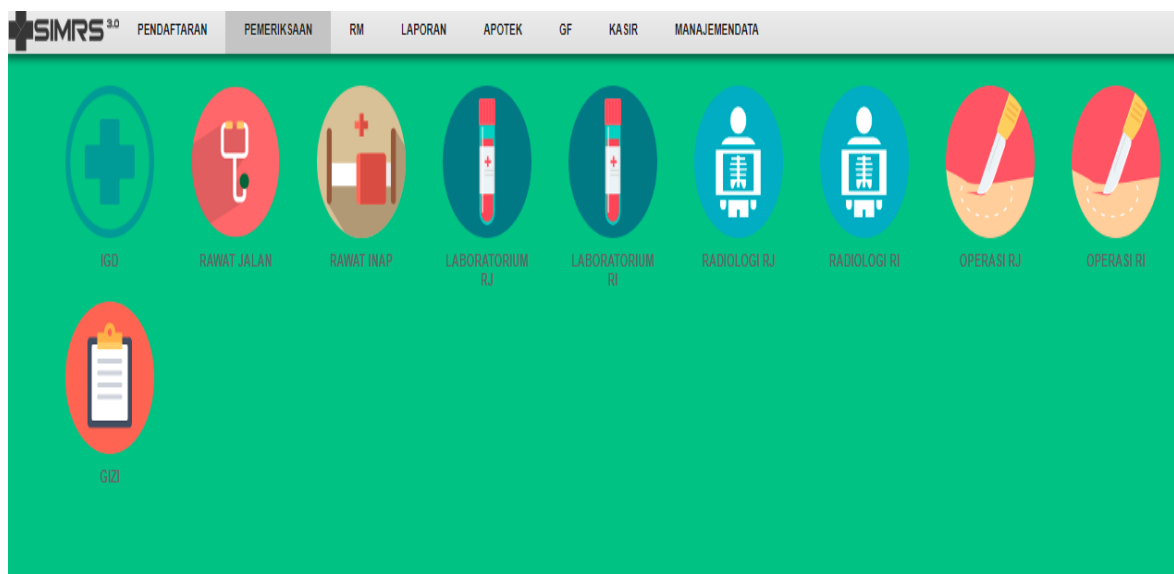 SIMRS 3.0 PENDAFTARAN PEMERIKSAAN RM LAPORAN APOTEK GF KASIR MANAJEMENDATA
IGD RAWAT JALAN RAWAT INAP LABORATORIUM RJ LABORATORIUM RI RADIOLOGI RJ RADIOLOGI RI OPERASI RJ OPERASI RI
GIZI